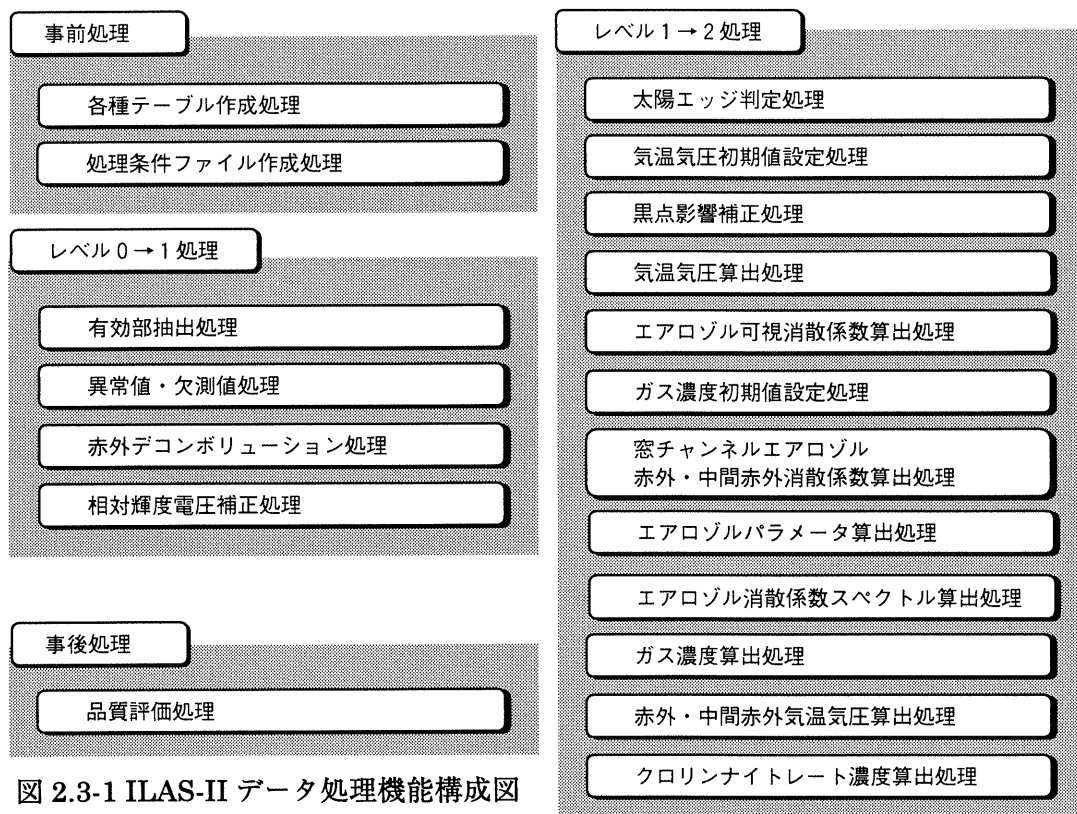 事前処理
各種テーブル作成処理
処理条件ファイル作成処理
レベル0→1処理
有効部抽出処理
異常値・欠測値処理
赤外デコンボリューション処理
相対輝度電圧補正処理
事後処理
品質評価処理
図 2.3-1 ILAS-II データ処理機能構成図
レベル1→2処理
太陽エッジ判定処理
気温気圧初期値設定処理
黒点影響補正処理
気温気圧算出処理
エアロゾル可視消散係数算出処理
ガス濃度初期値設定処理
窓チャンネルエアロゾル
赤外・中間赤外消散係数算出処理
エアロゾルパラメータ算出処理
エアロゾル消散係数スペクトル算出処理
ガス濃度算出処理
赤外・中間赤外気温気圧算出処理
クロリンナイトレート濃度算出処理